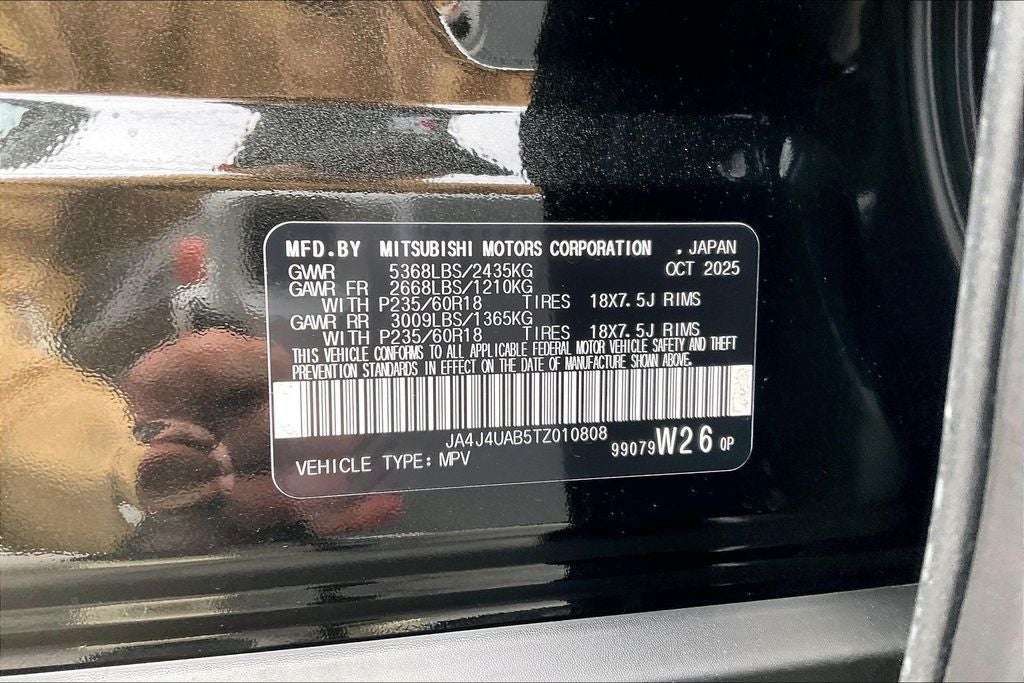 MFD.BY MITSUBISHI MOTORS CORPORATION . JAPAN
GVWR 5368LBS/2435KG OCT 2025
GAWR FR 2668LBS/1210KG
WITH P235/60R18 TIRES 18X7.5J RIMS
GAWR RR 3009LBS/1365KG
WITH P235/60R18 TIRES 18X7.5J RIMS
THIS VEHICLE CONFORMS TO ALL APPLICABLE FEDERAL MOTOR VEHICLE SAFETY AND THEFT
PREVENTION STANDARDS IN EFFECT ON THE DATE OF MANUFACTURE SHOWN ABOVE.
JA4J4UAB5TZ010808
99079 W26 0P
VEHICLE TYPE: MPV